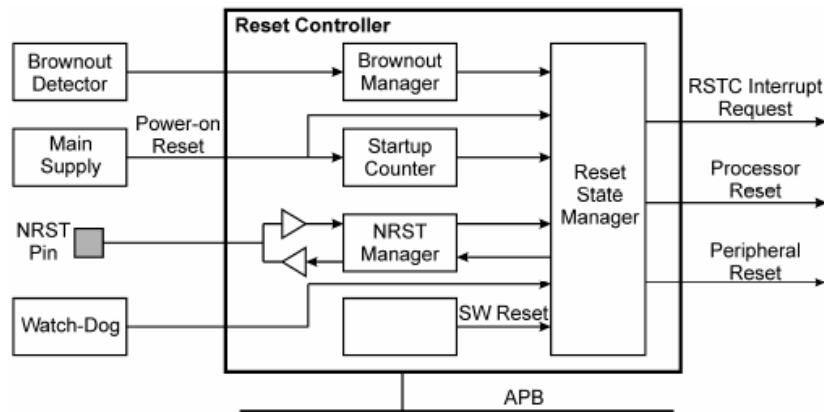 Reset Controller
Brownout
Detector
Brownout
Manager
RSTC Interrupt
Request
Power-on
Reset
Main
Supply
Startup
Counter
Reset
State
Manager
Processor
Reset
NRST
Pin
NRST
Manager
Peripheral
Reset
Watch-Dog
SW Reset
APB